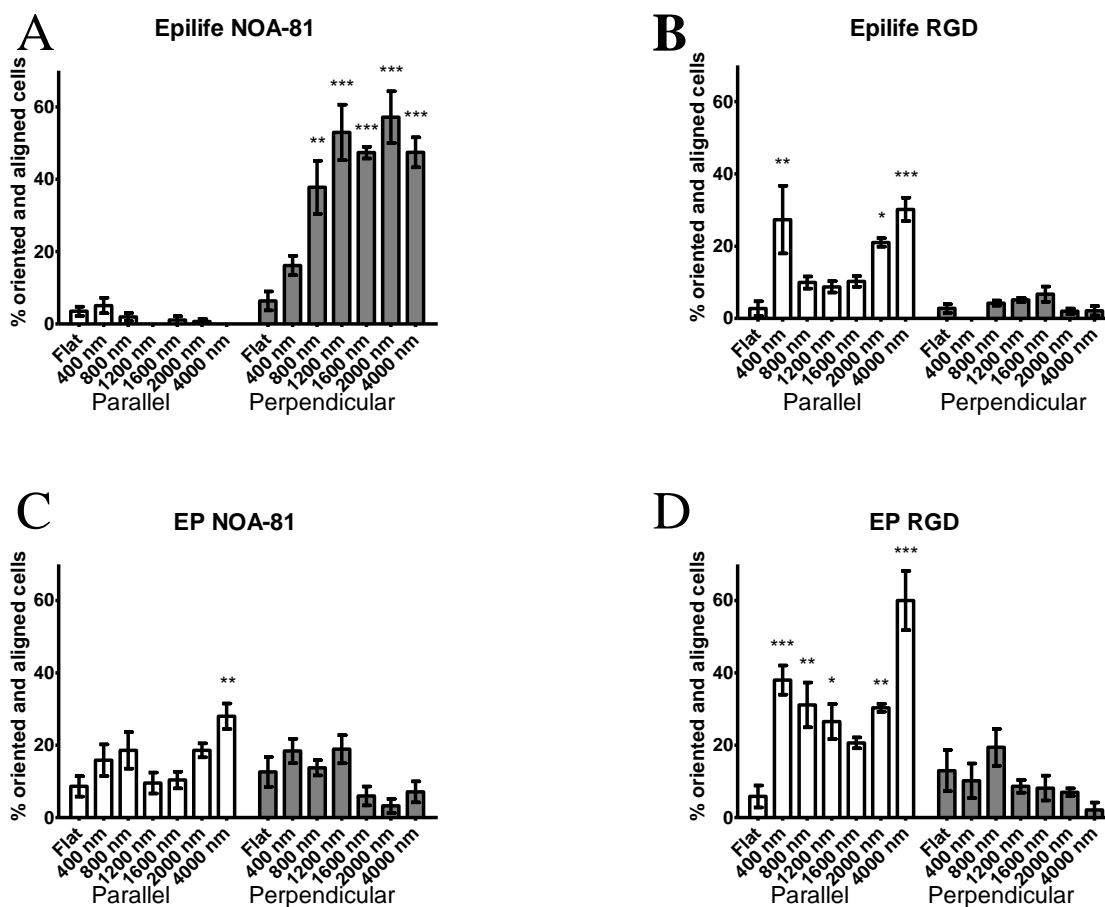 A
Epilife NOA-81
% oriented and aligned cells
60
40
20
0
** *** *** *** ***
Flat 400 nm 800 nm 1200 nm 1600 nm 2000 nm 4000 nm Flat 400 nm 800 nm 1200 nm 1600 nm 2000 nm 4000 nm
Parallel Perpendicular
B
Epilife RGD
% oriented and aligned cells
60
40
20
0
** * ***
Flat 400 nm 800 nm 1200 nm 1600 nm 2000 nm 4000 nm Flat 400 nm 800 nm 1200 nm 1600 nm 2000 nm 4000 nm
Parallel Perpendicular
C
EP NOA-81
% oriented and aligned cells
60
40
20
0
**
Flat 400 nm 800 nm 1200 nm 1600 nm 2000 nm 4000 nm Flat 400 nm 800 nm 1200 nm 1600 nm 2000 nm 4000 nm
Parallel Perpendicular
D
EP RGD
% oriented and aligned cells
60
40
20
0
*** ** * ** ***
Flat 400 nm 800 nm 1200 nm 1600 nm 2000 nm 4000 nm Flat 400 nm 800 nm 1200 nm 1600 nm 2000 nm 4000 nm
Parallel Perpendicular